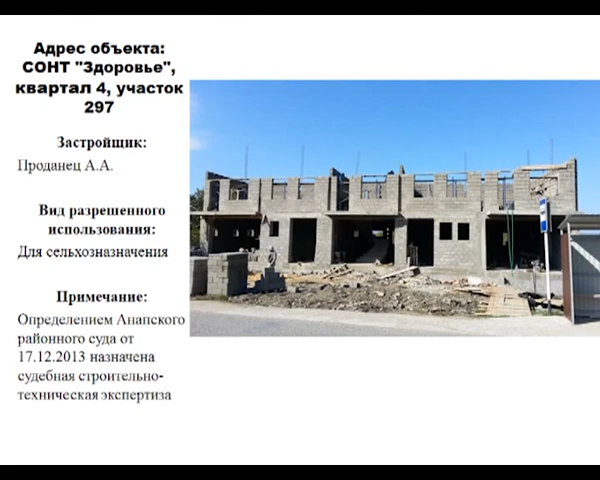 Адрес объекта:
СОНТ "Здоровье",
квартал 4, участок
297
Застройщик:
Проданец А.А.
Вид разрешенного
использования:
Для сельхозназначения
Примечание:
Определением Анапского
районного суда от
17.12.2013 назначена
судебная строительно-
техническая экспертиза